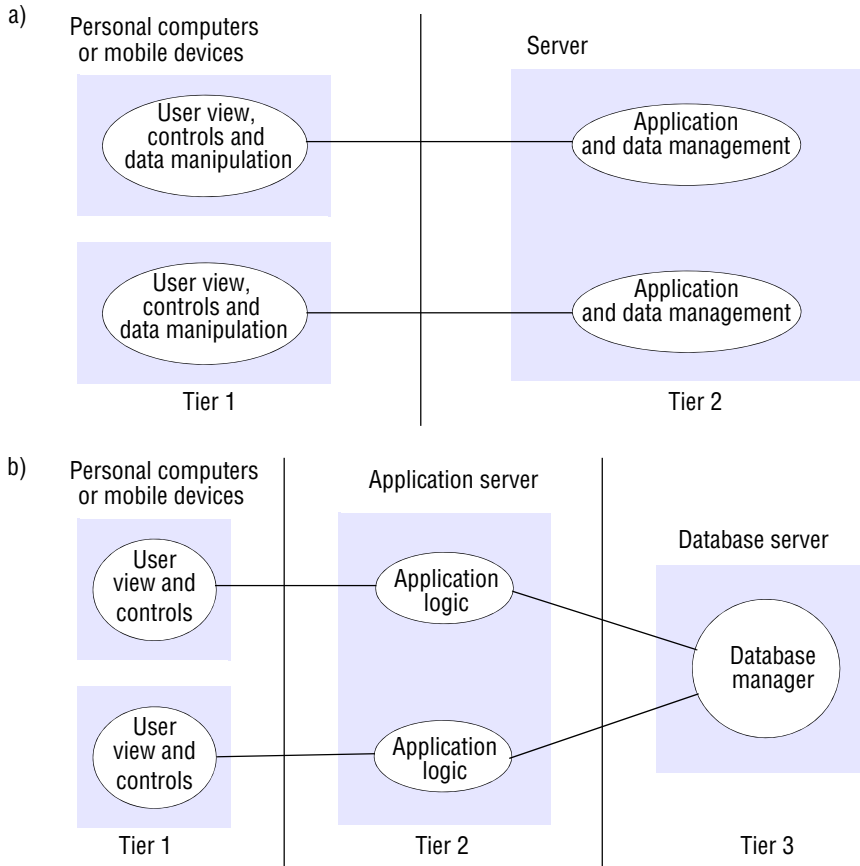 a)
Personal computers
or mobile devices
Server
User view,
controls and
data manipulation
Application
and data management
User view,
controls and
data manipulation
Application
and data management
Tier 1
Tier 2
b)
Personal computers
or mobile devices
Application server
Database server
User
view and
controls
Application
logic
Database
manager
User
view and
controls
Application
logic
Tier 1
Tier 2
Tier 3